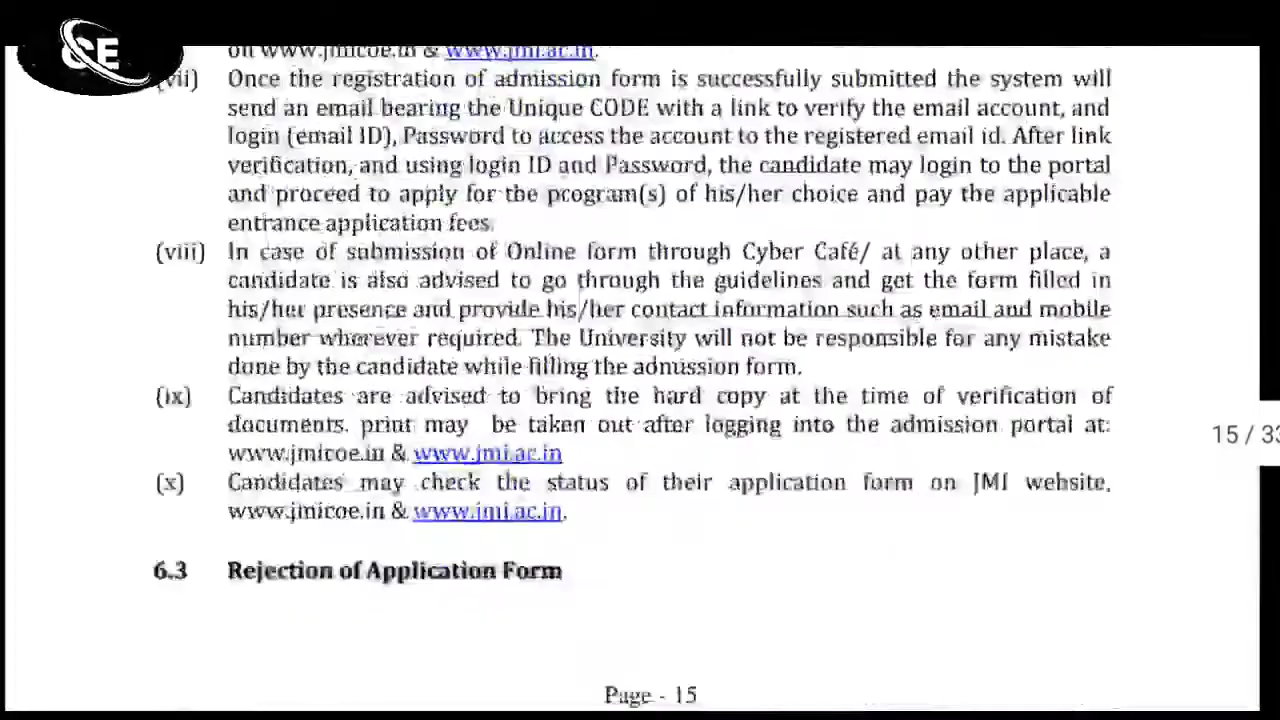 CE
on www.jmicoe.in & www.jmi.ac.in.
(vii) Once the registration of admission form is successfully submitted the system will
send an email bearing the Unique CODE with a link to verify the email account, and
login (email ID), Password to access the account to the registered email id. After link
verification, and using login ID and Password, the candidate may login to the portal
and proceed to apply for the program(s) of his/her choice and pay the applicable
entrance application fees.
(viii) In case of submission of Online form through Cyber Café/ at any other place, a
candidate is also advised to go through the guidelines and get the form filled in
his/her presence and provide his/her contact information such as email and mobile
number wherever required. The University will not be responsible for any mistake
done by the candidate while filling the admission form.
(ix) Candidates are advised to bring the hard copy at the time of verification of
documents. print may be taken out after logging into the admission portal at:
www.jmicoe.in & www.jmi.ac.in
(x) Candidates may check the status of their application form on JMI website,
www.jmicoe.in & www.jmi.ac.in.
6.3 Rejection of Application Form
Page - 15
15 / 33